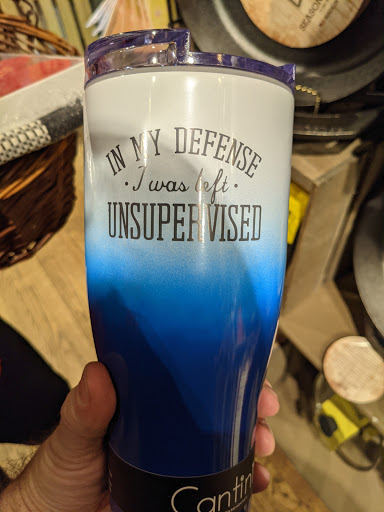 IN MY DEFENSE
· I was left ·
UNSUPERVISED